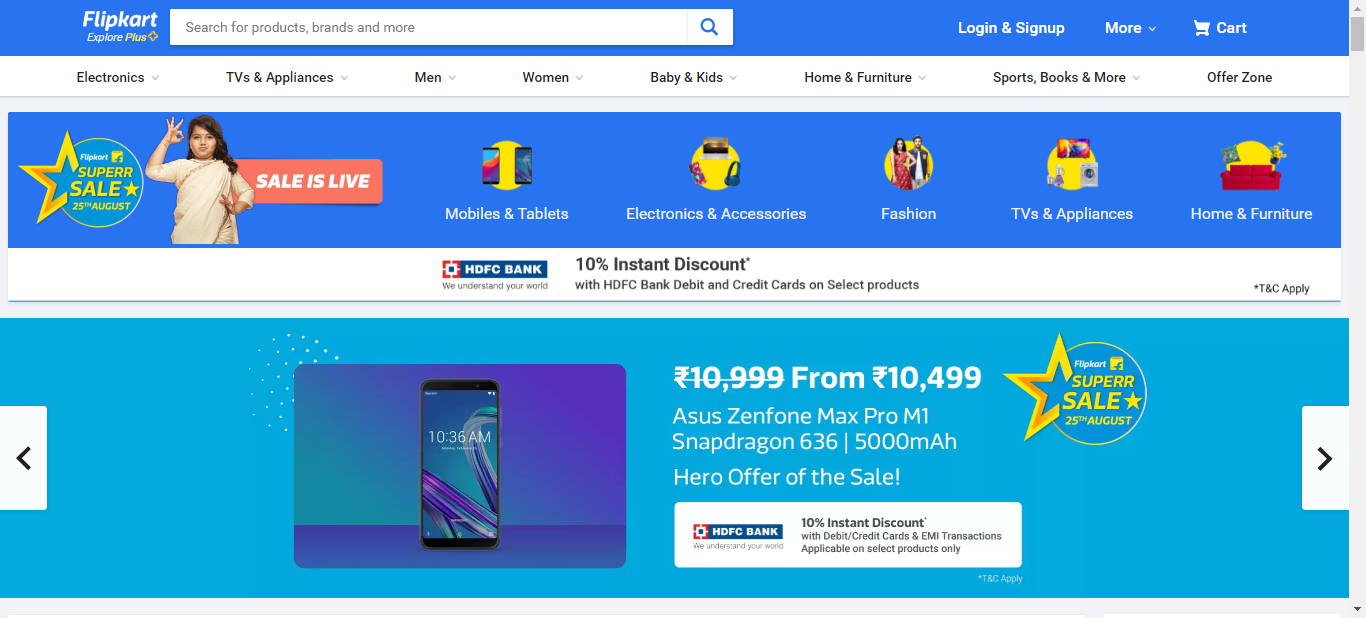 Flipkart
Explore Plus
Search for products, brands and more
Login & Signup
More
Cart
Electronics
TVs & Appliances
Men
Women
Baby & Kids
Home & Furniture
Sports, Books & More
Offer Zone
Flipkart
SUPERR
SALE
25TH AUGUST
SALE IS LIVE
Mobiles & Tablets
Electronics & Accessories
Fashion
TVs & Appliances
Home & Furniture
HDFC BANK
We understand your world
10% Instant Discount*
with HDFC Bank Debit and Credit Cards on Select products
*T&C Apply
10:36 AM
₹10,999 From ₹10,499
Asus Zenfone Max Pro M1
Snapdragon 636 | 5000mAh
Hero Offer of the Sale!
HDFC BANK
We understand your world
10% Instant Discount*
with Debit/Credit Cards & EMI Transactions
Applicable on select products only
*T&C Apply
Flipkart
SUPERR
SALE
25TH AUGUST